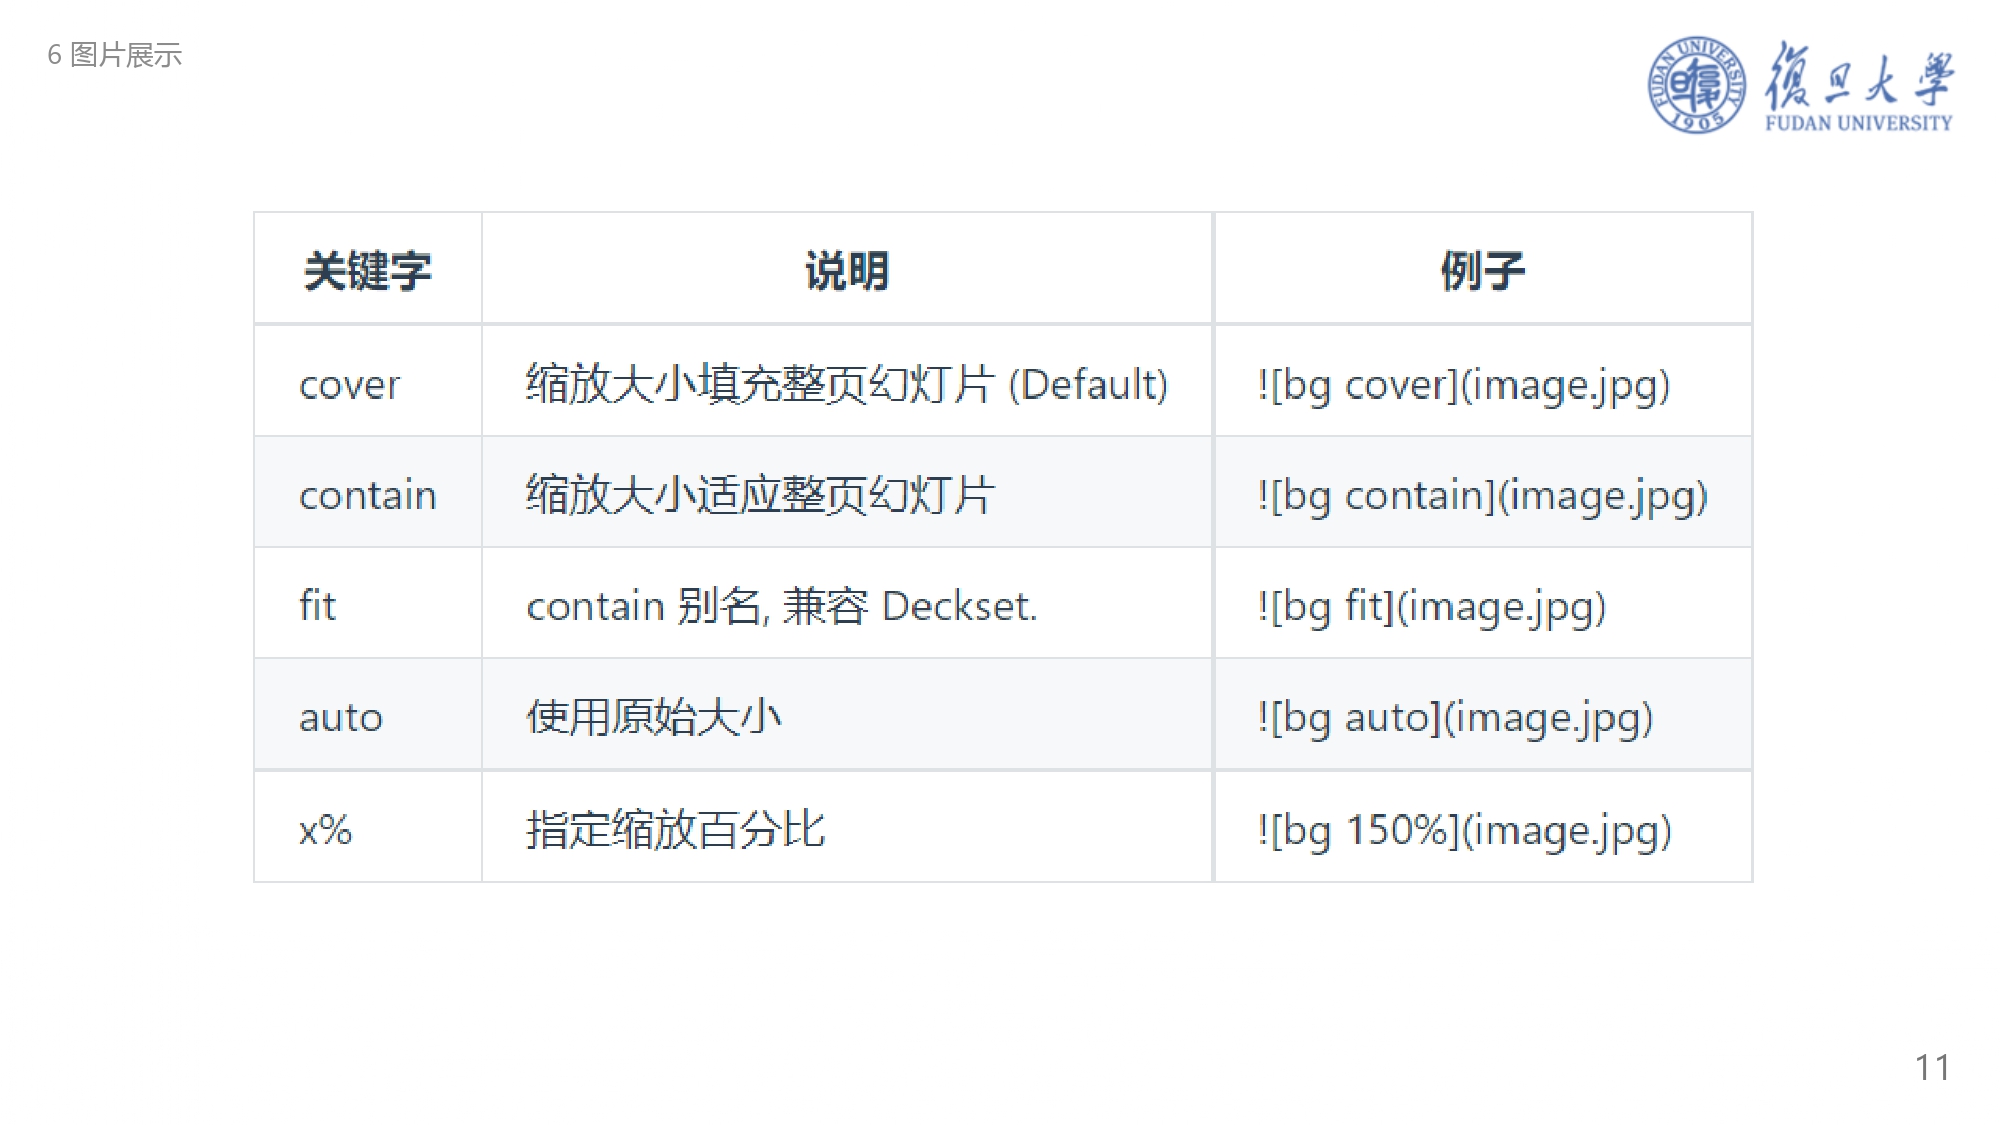 6 图片展示
FUDAN UNIVERSITY
1905
復旦大學
FUDAN UNIVERSITY
关键字 说明 例子
cover 缩放大小填充整页幻灯片 (Default) ![bg cover](image.jpg)
contain 缩放大小适应整页幻灯片 ![bg contain](image.jpg)
fit contain 别名, 兼容 Deckset. ![bg fit](image.jpg)
auto 使用原始大小 ![bg auto](image.jpg)
x% 指定缩放百分比 ![bg 150%](image.jpg)
11